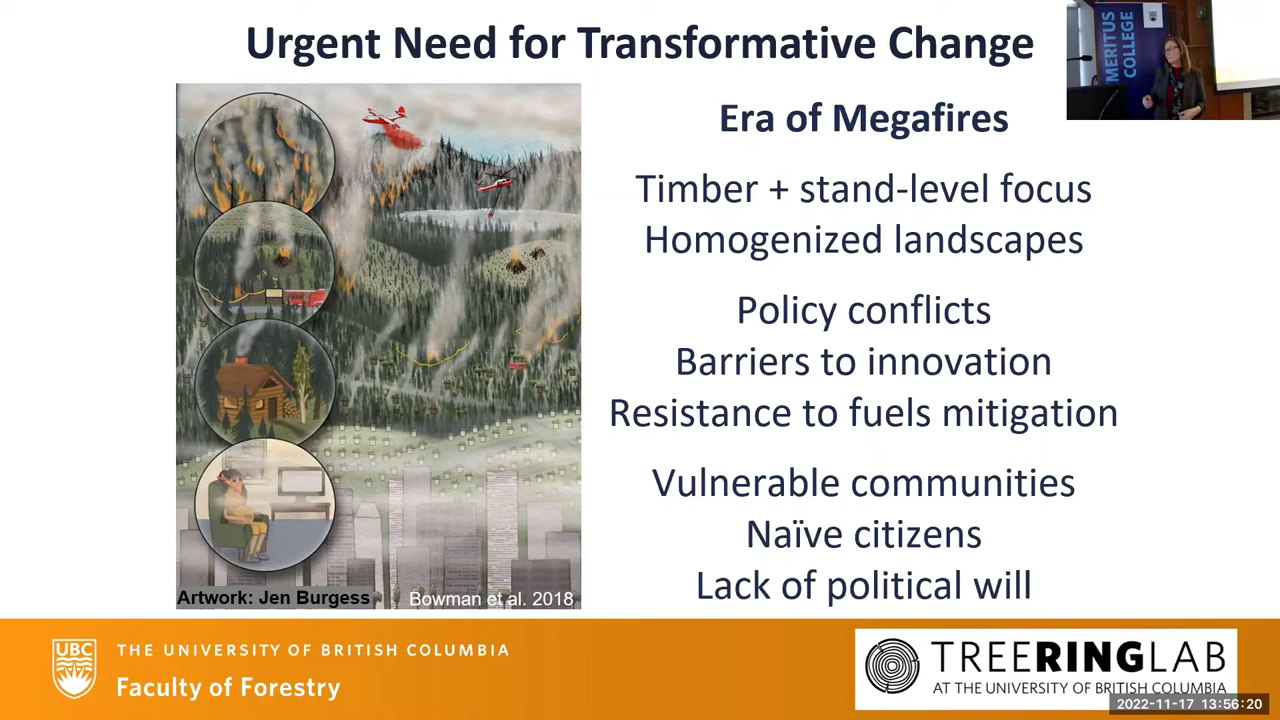 Urgent Need for Transformative Change
MERITUS
COLLEGE
Era of Megafires
Timber + stand-level focus
Homogenized landscapes
Policy conflicts
Barriers to innovation
Resistance to fuels mitigation
Vulnerable communities
Naïve citizens
Lack of political will
Artwork: Jen Burgess
Bowman et al. 2018
UBC
THE UNIVERSITY OF BRITISH COLUMBIA
Faculty of Forestry
TREERINGLAB
AT THE UNIVERSITY OF BRITISH COLUMBIA
2022-11-17 13:56:20